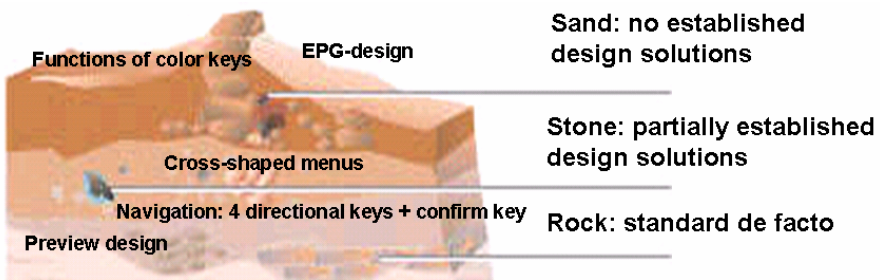 Functions of color keys
EPG-design
Sand: no established
design solutions
Stone: partially established
design solutions
Cross-shaped menus
Navigation: 4 directional keys + confirm key
Rock: standard de facto
Preview design